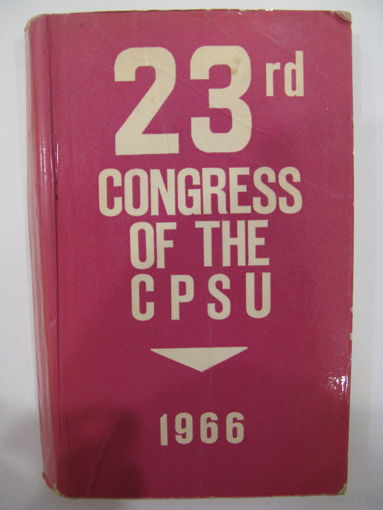 23rd
CONGRESS
OF THE
CPSU
1966